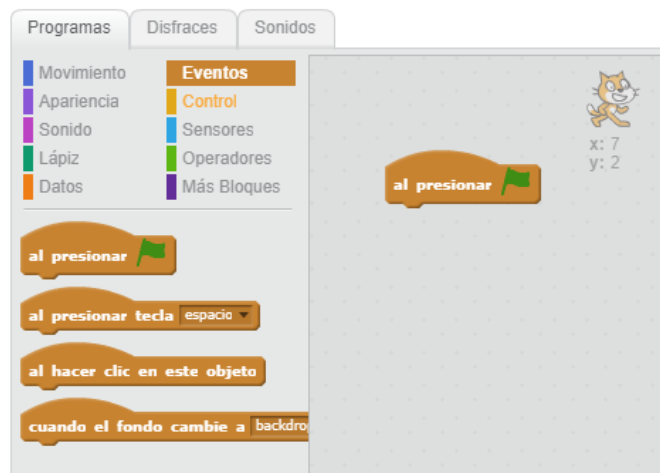 Programas Disfraces Sonidos
Movimiento Eventos
Apariencia Control
Sonido Sensores
Lápiz Operadores
Datos Más Bloques
x: 7
y: 2
al presionar
al presionar
al presionar tecla espacio
al hacer clic en este objeto
cuando el fondo cambie a backdro